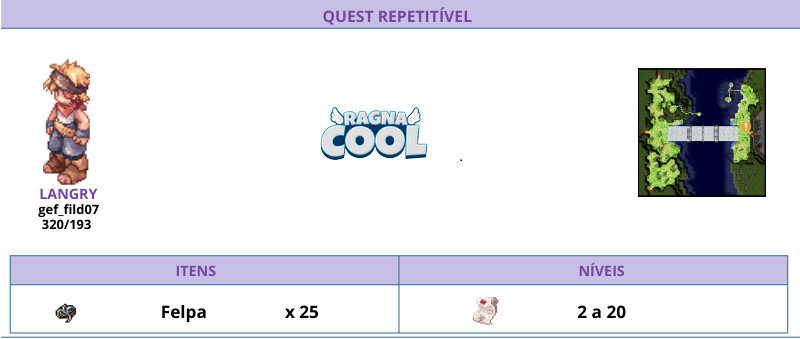 QUEST REPETITÍVEL
RAGNA
COOL
LANGRY
gef_fild07
320/193
ITENS
NÍVEIS
Felpa
x 25
2 a 20